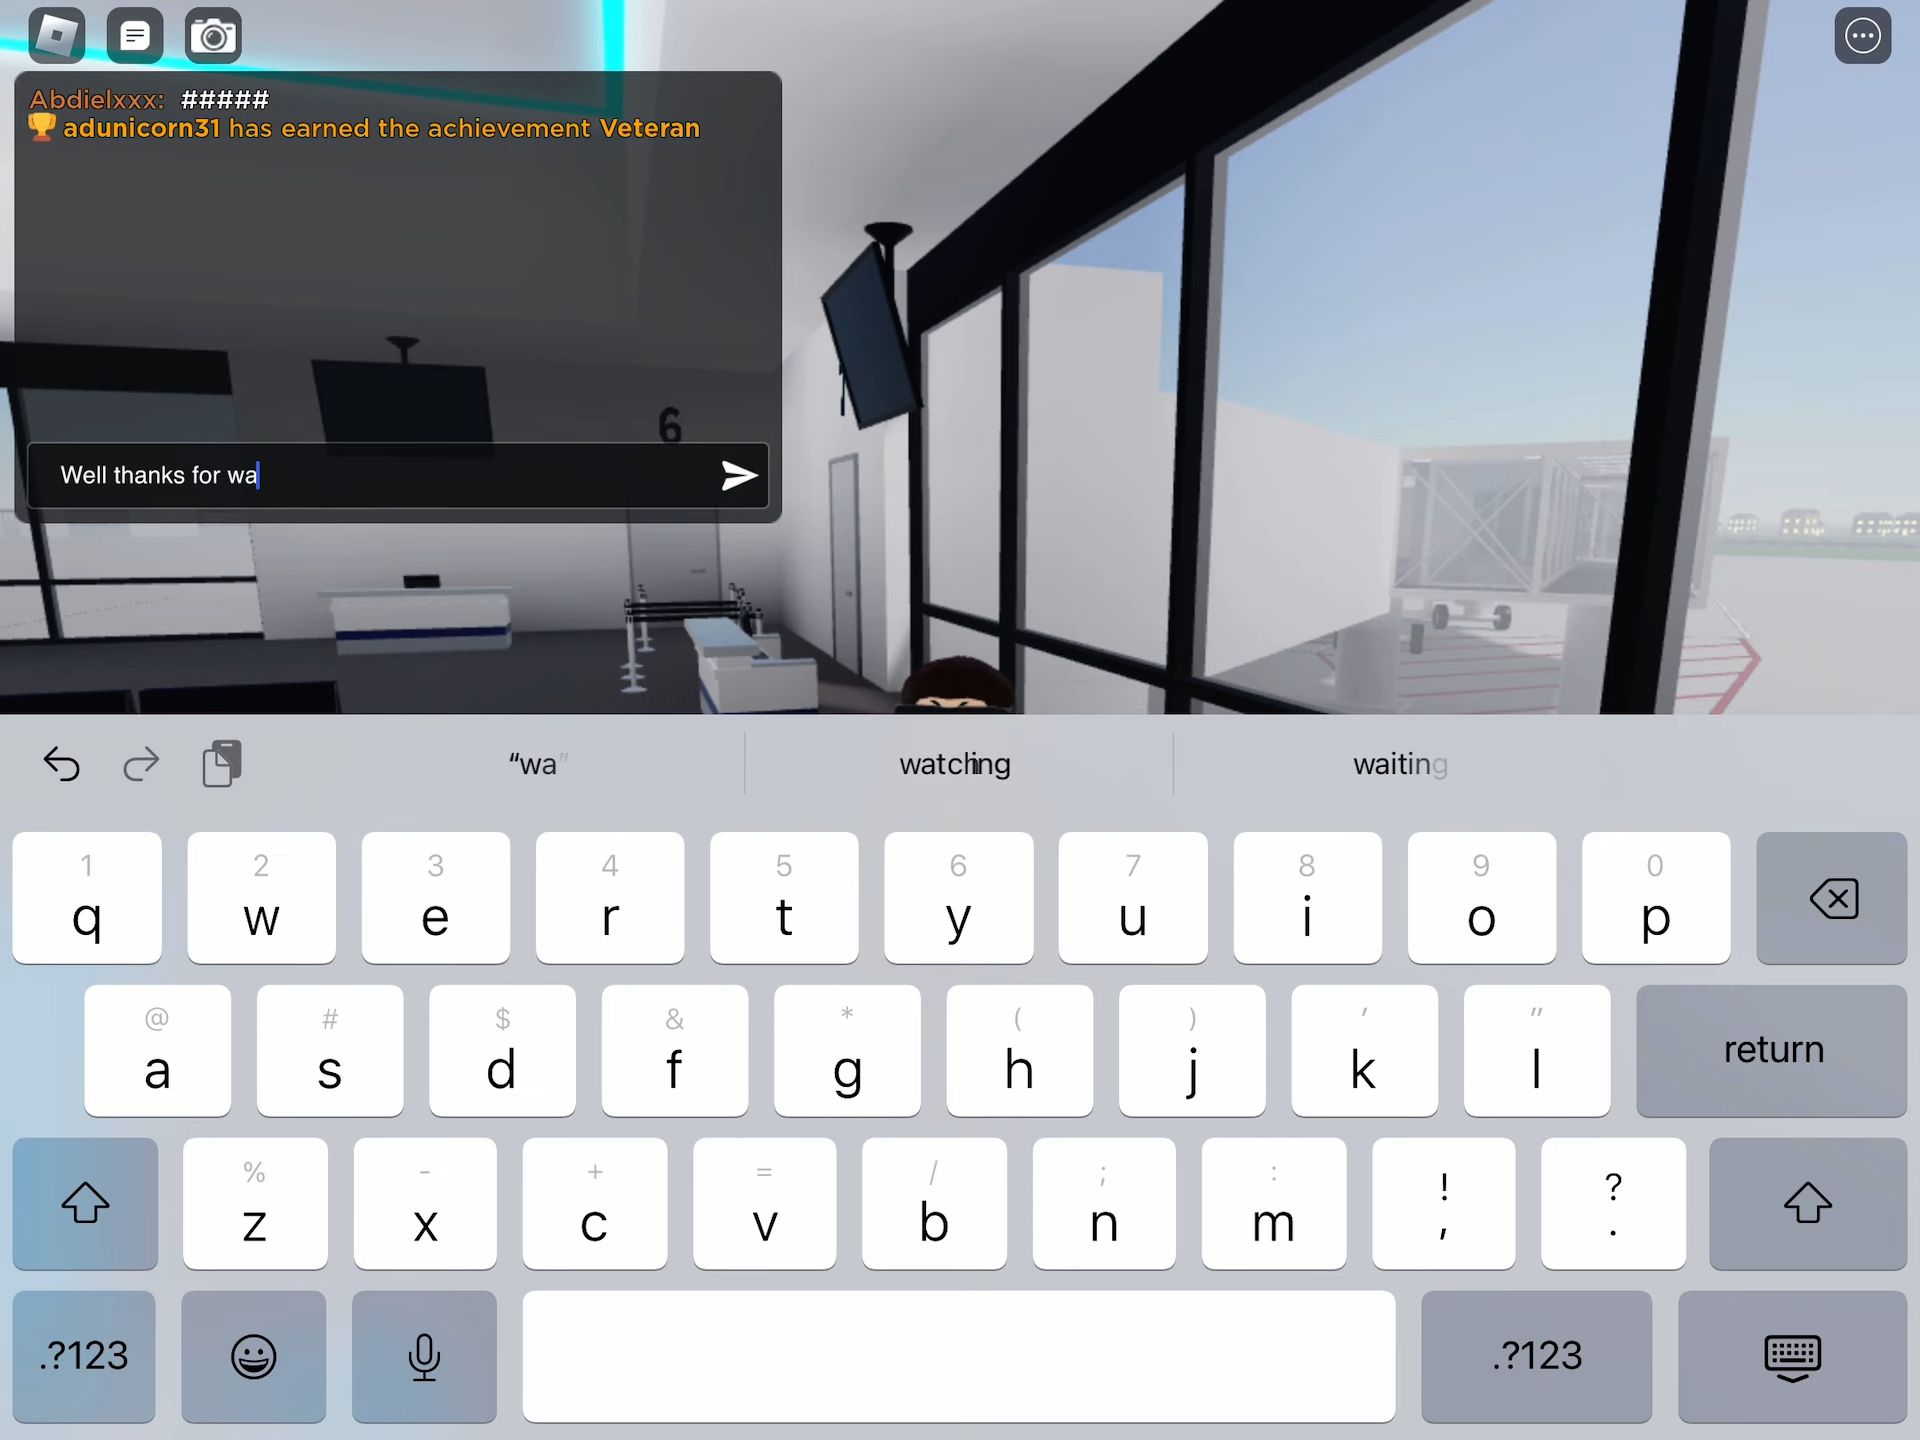 Abdielxxx: #####
adunicorn31 has earned the achievement Veteran
6
Well thanks for wa
“wa” watching waiting
1 2 3 4 5 6 7 8 9 0
q w e r t y u i o p
@ # $ & * ( ) ' "
a s d f g h j k l return
% - + = / ; : ! ?
z x c v b n m , .
.?123 .?123